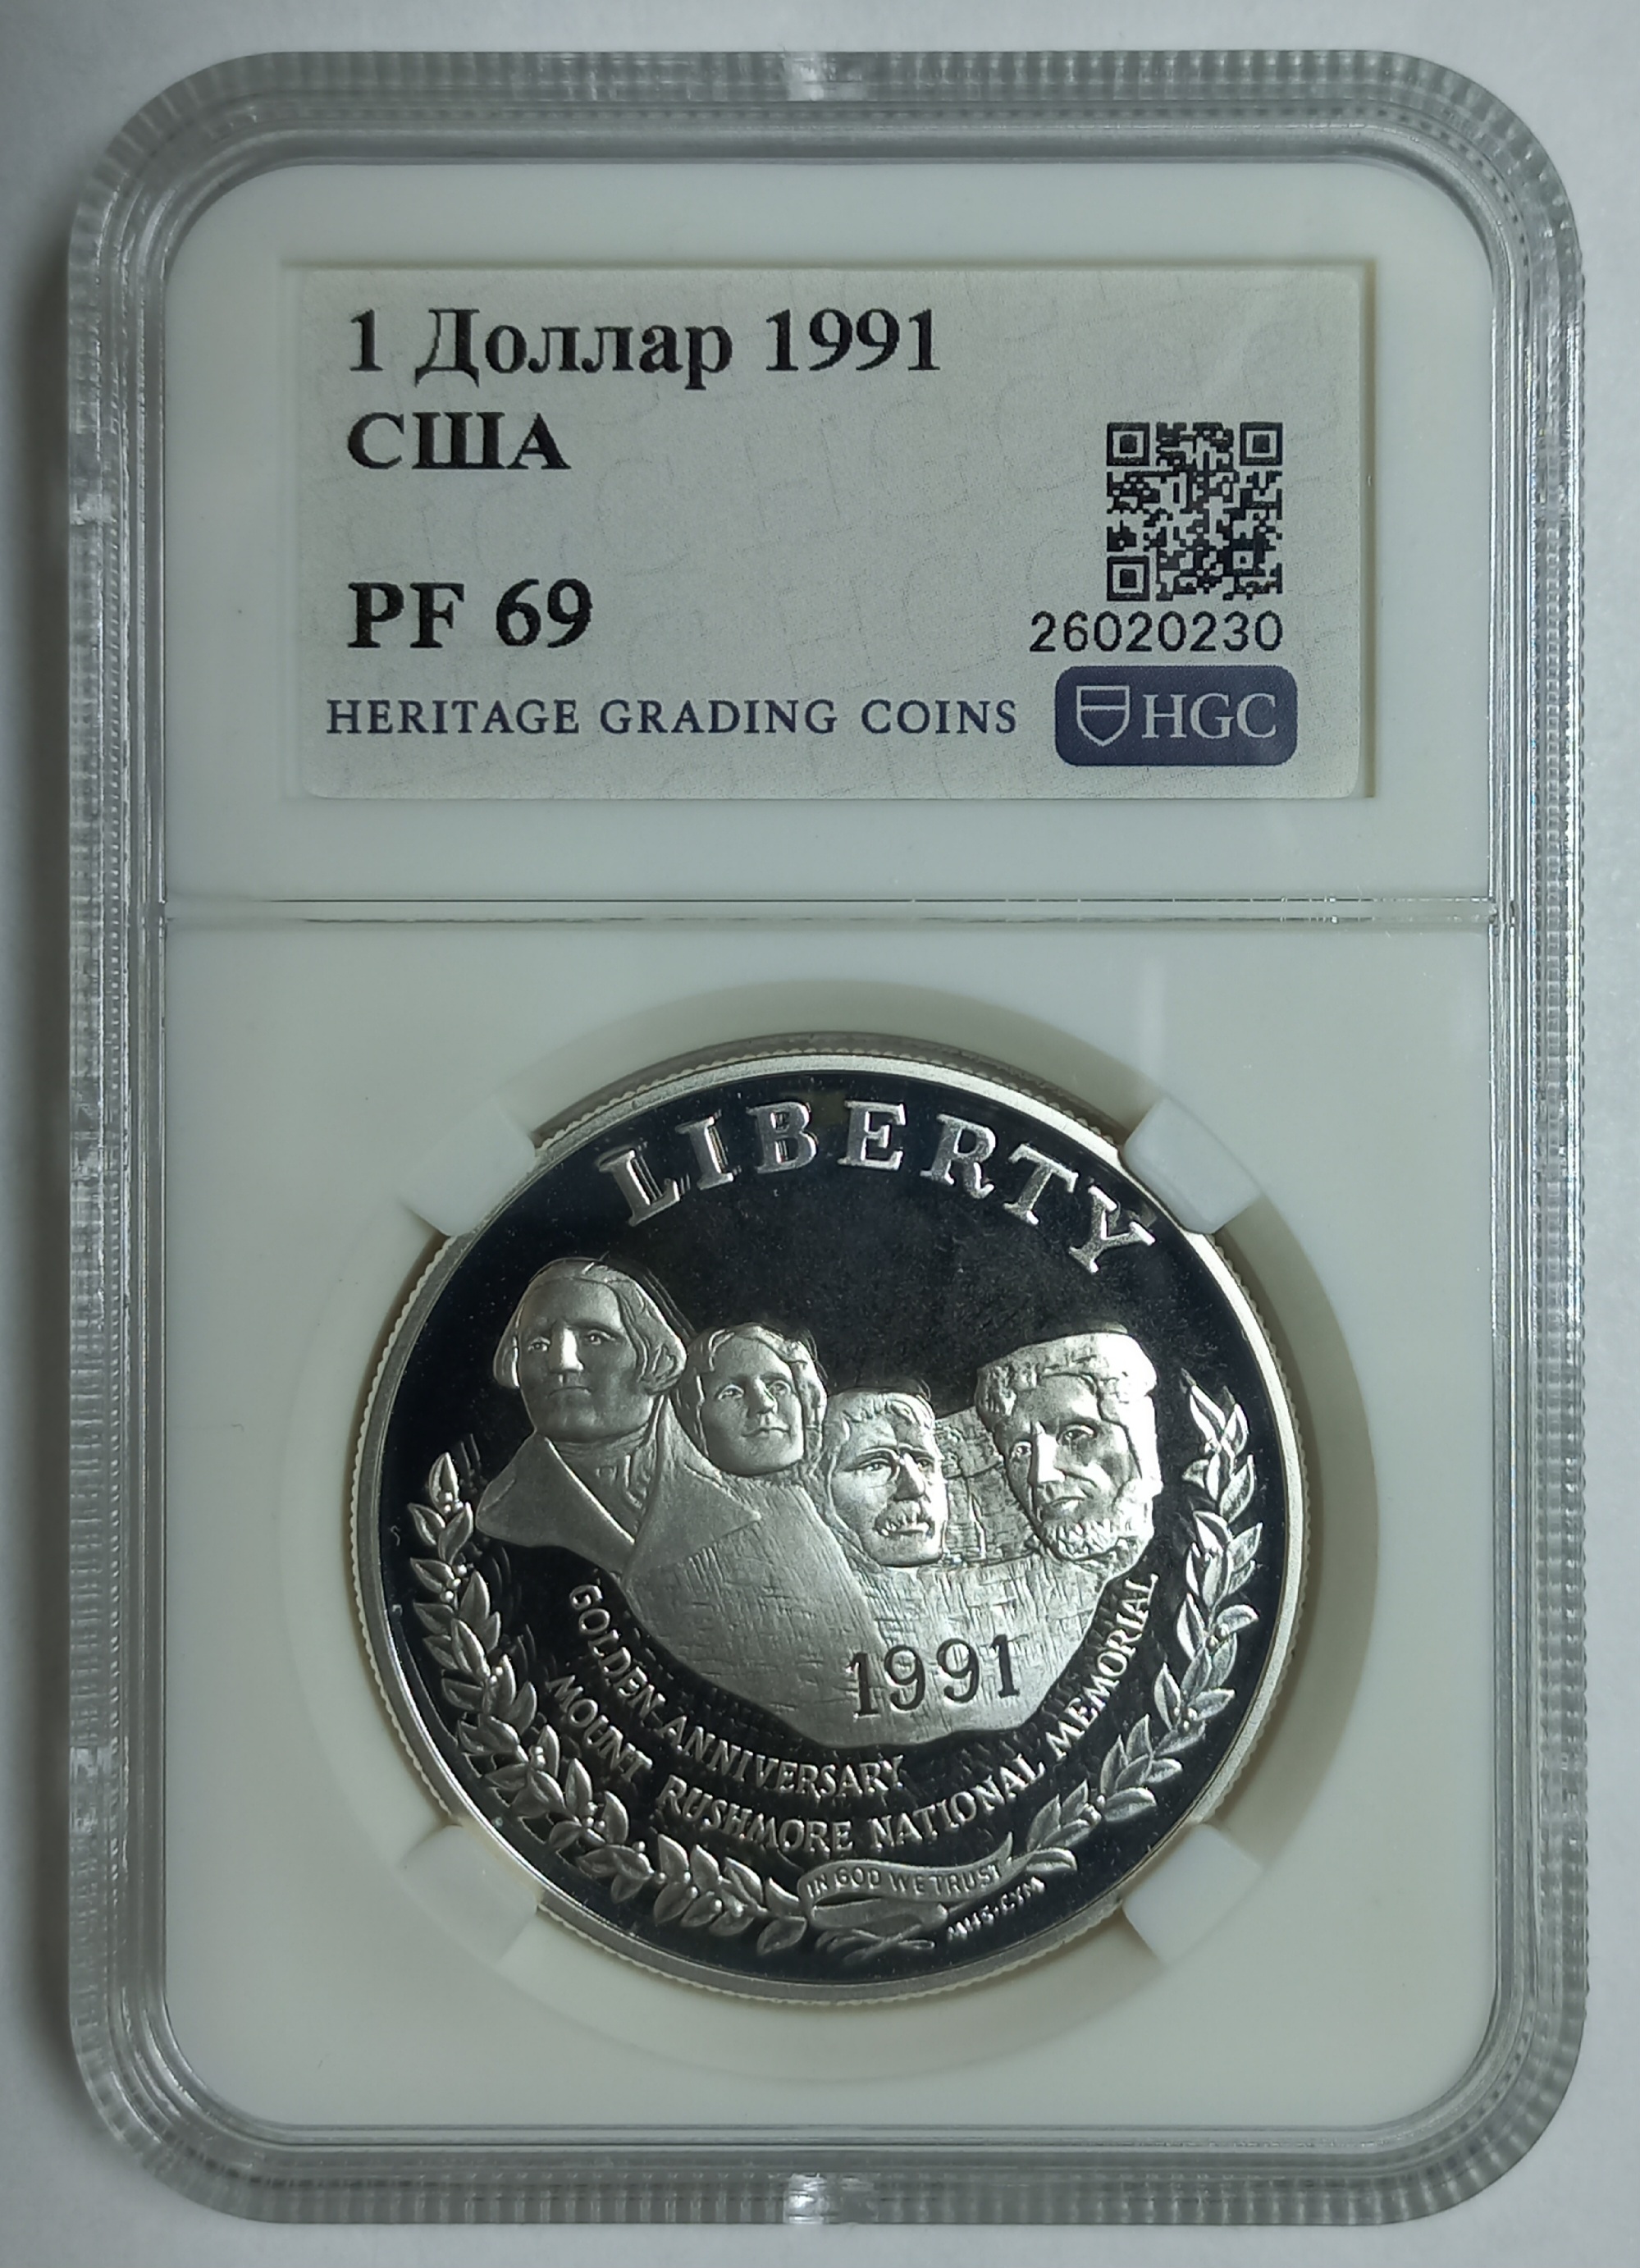 1 Доллар 1991
США
PF 69
26020230
HERITAGE GRADING COINS
HGC
LIBERTY
1991
GOLDEN ANNIVERSARY
MOUNT RUSHMORE NATIONAL MEMORIAL
IN GOD WE TRUST